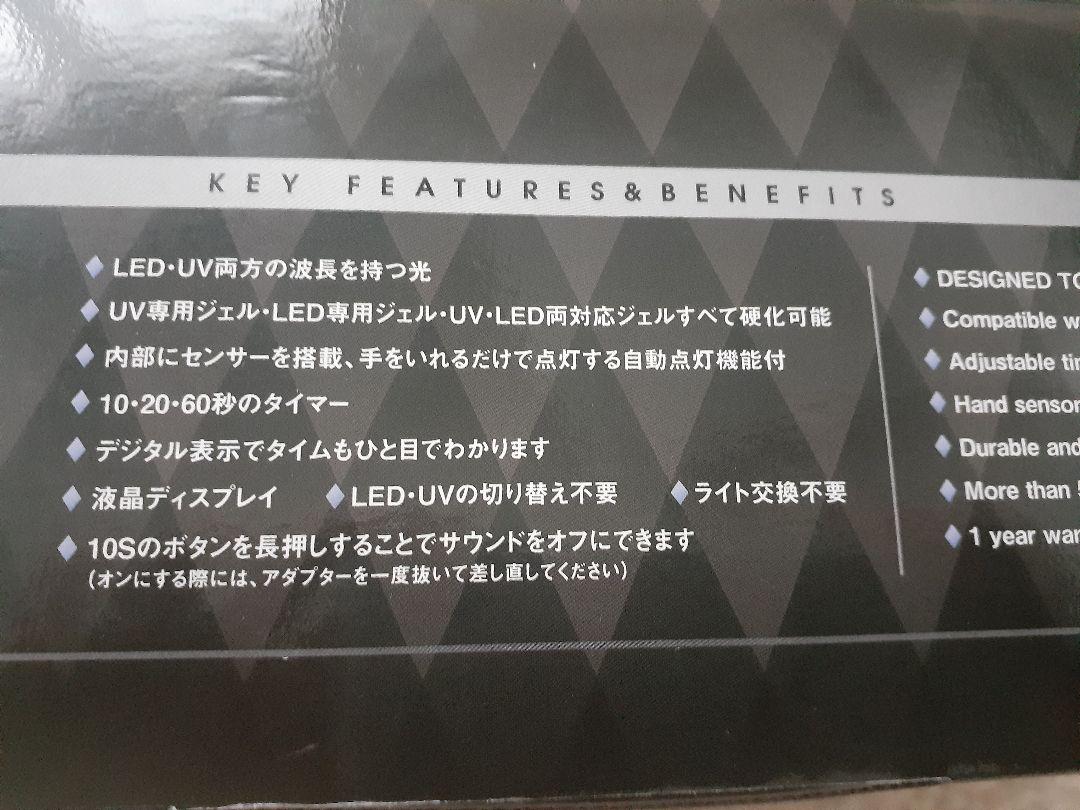 KEY FEATURES&BENEFITS
LED・UV両方の波長を持つ光
UV専用ジェル・LED専用ジェル・UV・LED両対応ジェルすべて硬化可能
内部にセンサーを搭載、手をいれるだけで点灯する自動点灯機能付
10・20・60秒のタイマー
デジタル表示でタイムもひと目でわかります
液晶ディスプレイ LED・UVの切り替え不要 ライト交換不要
10Sのボタンを長押しすることでサウンドをオフにできます
(オンにする際には、アダプターを一度抜いて差し直してください)
DESIGNED TO
Compatible
Adjustable
Hand sensor
Durable and
More than
1 year